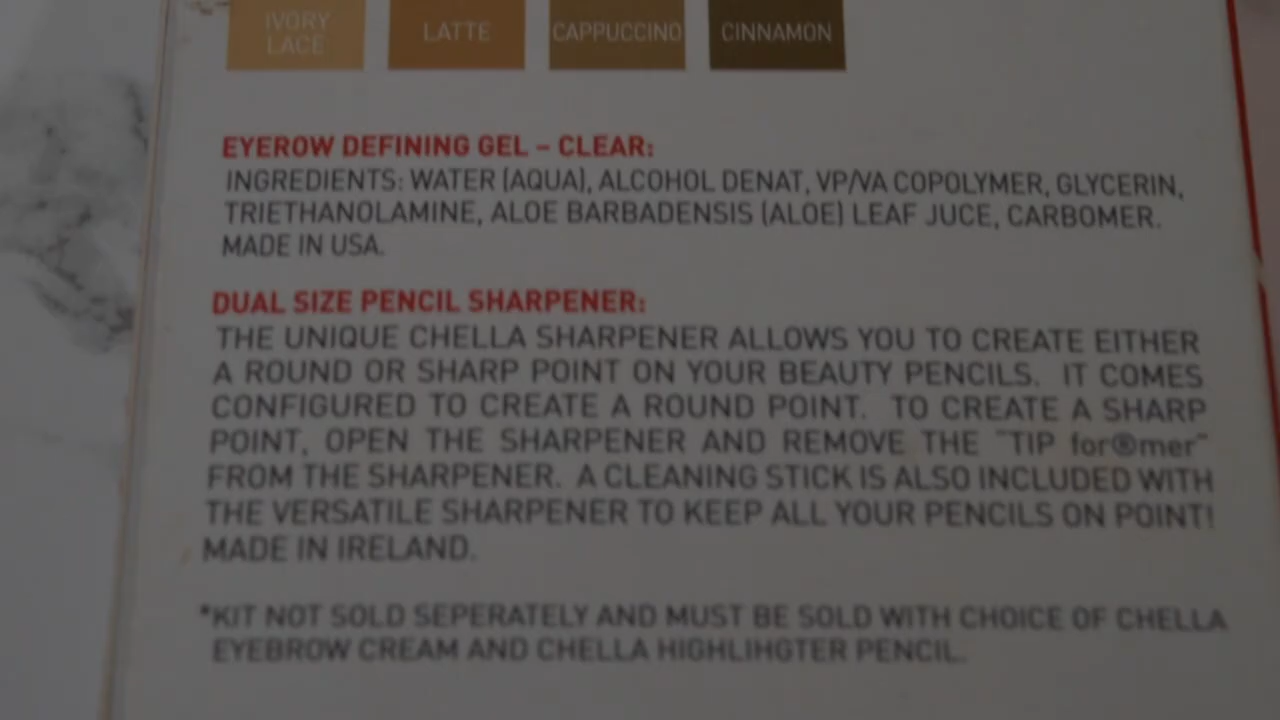 IVORY
LACE
LATTE
CAPPUCCINO
CINNAMON
EYEROW DEFINING GEL – CLEAR:
INGREDIENTS: WATER (AQUA), ALCOHOL DENAT, VP/VA COPOLYMER, GLYCERIN,
TRIETHANOLAMINE, ALOE BARBADENSIS (ALOE) LEAF JUCE, CARBOMER.
MADE IN USA.
DUAL SIZE PENCIL SHARPENER:
THE UNIQUE CHELLA SHARPENER ALLOWS YOU TO CREATE EITHER
A ROUND OR SHARP POINT ON YOUR BEAUTY PENCILS. IT COMES
CONFIGURED TO CREATE A ROUND POINT. TO CREATE A SHARP
POINT, OPEN THE SHARPENER AND REMOVE THE "TIP for®mer"
FROM THE SHARPENER. A CLEANING STICK IS ALSO INCLUDED WITH
THE VERSATILE SHARPENER TO KEEP ALL YOUR PENCILS ON POINT!
MADE IN IRELAND.
*KIT NOT SOLD SEPERATELY AND MUST BE SOLD WITH CHOICE OF CHELLA
EYEBROW CREAM AND CHELLA HIGHLIHGTER PENCIL.